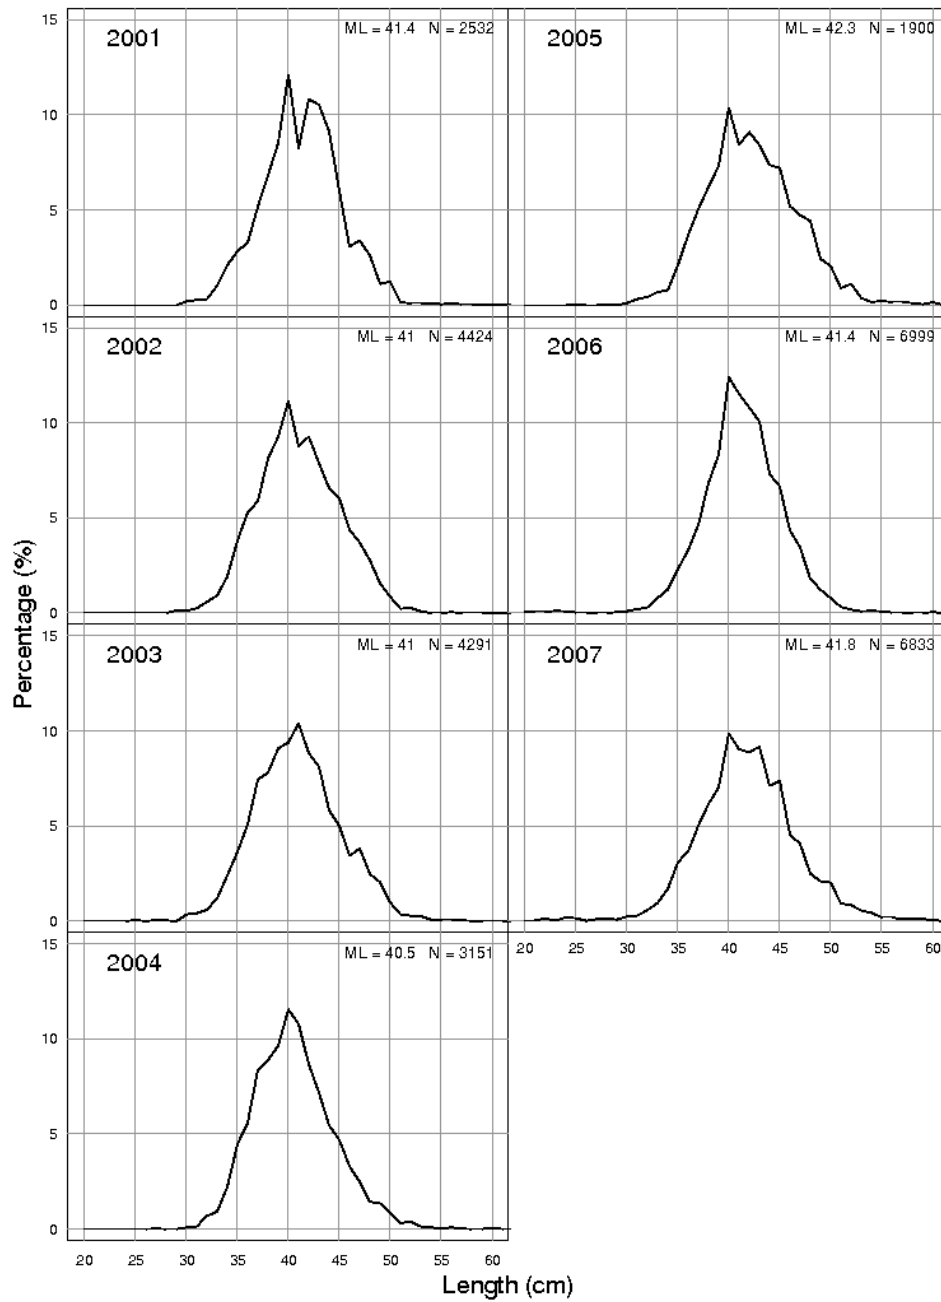 15
2001
ML = 41.4 N = 2532
10
5
0
2005
ML = 42.3 N = 1900
15
2002
ML = 41 N = 4424
10
5
0
2006
ML = 41.4 N = 6999
15
2003
ML = 41 N = 4291
10
5
0
2007
ML = 41.8 N = 6833
20 25 30 35 40 45 50 55 60
15
2004
ML = 40.5 N = 3151
10
5
0
20 25 30 35 40 45 50 55 60
Percentage (%)
Length (cm)